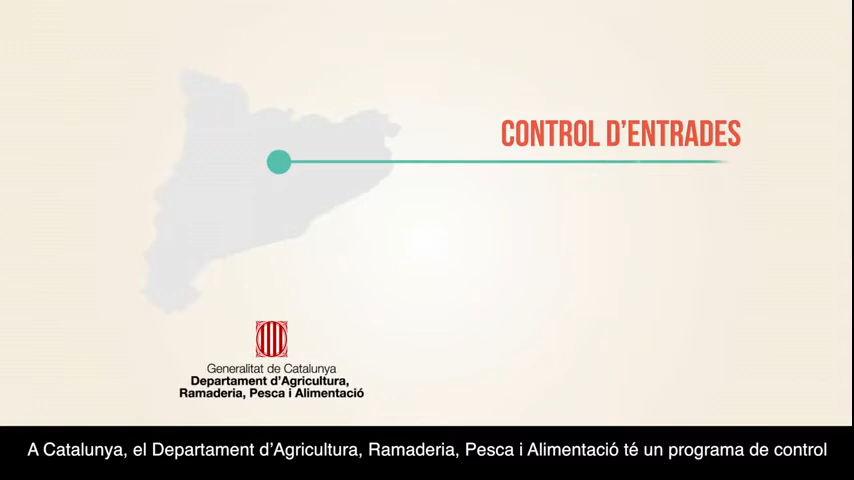 CONTROL D'ENTRADES
Generalitat de Catalunya
Departament d'Agricultura,
Ramaderia, Pesca i Alimentació
A Catalunya, el Departament d'Agricultura, Ramaderia, Pesca i Alimentació té un programa de control